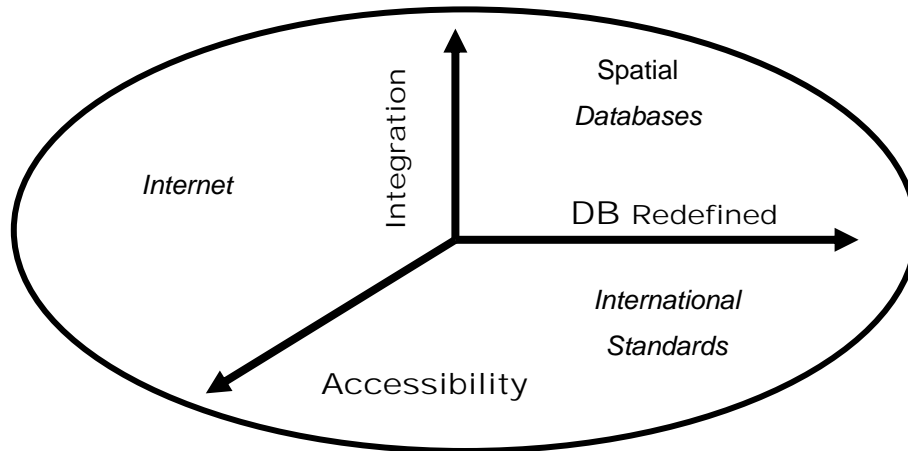 Spatial
Databases
Integration
Internet
DB Redefined
International
Standards
Accessibility